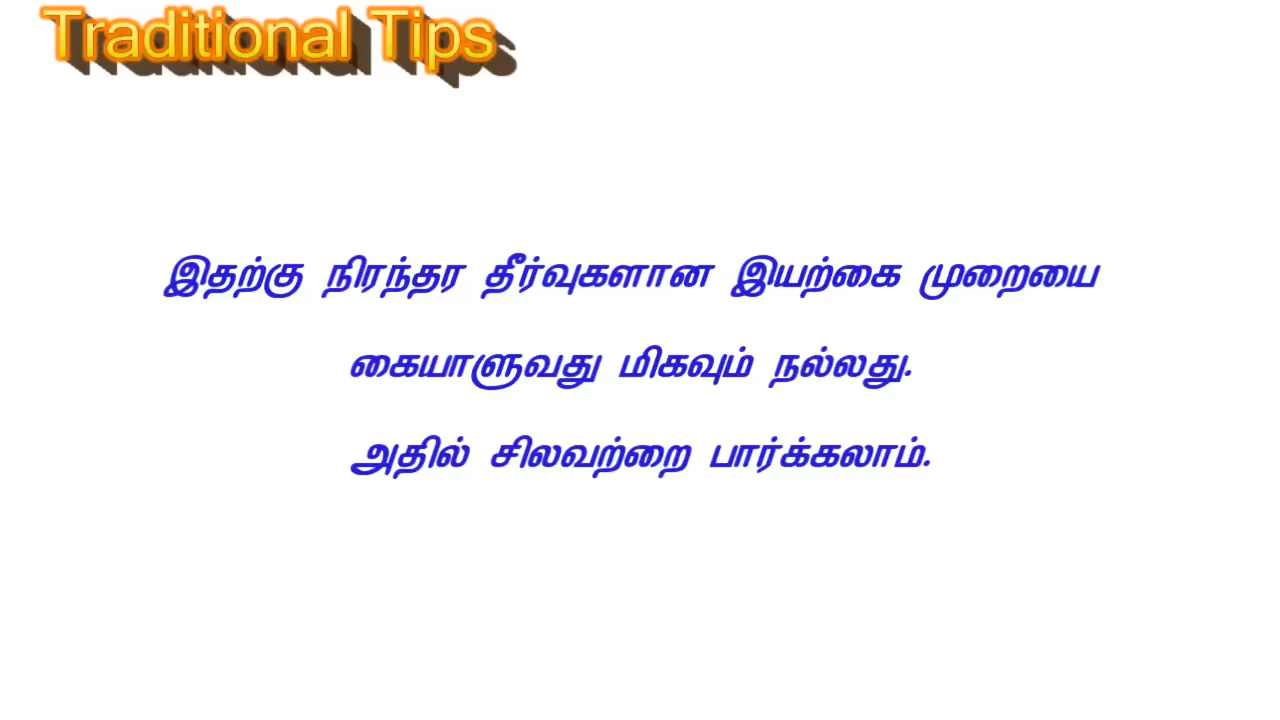 Traditional Tips
இதற்கு நிரந்தர தீர்வுகளான இயற்கை முறையை
கையாளுவது மிகவும் நல்லது.
அதில் சிலவற்றை பார்க்கலாம்.